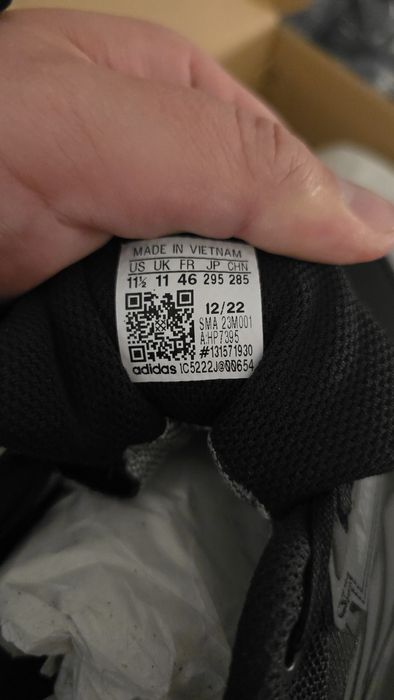 MADE IN VIETNAM
US UK FR JP CHN
11½ 11 46 295 285
12/22
SMA 23M001
A:HP7395
#131571930
adidas IC5222J@00654